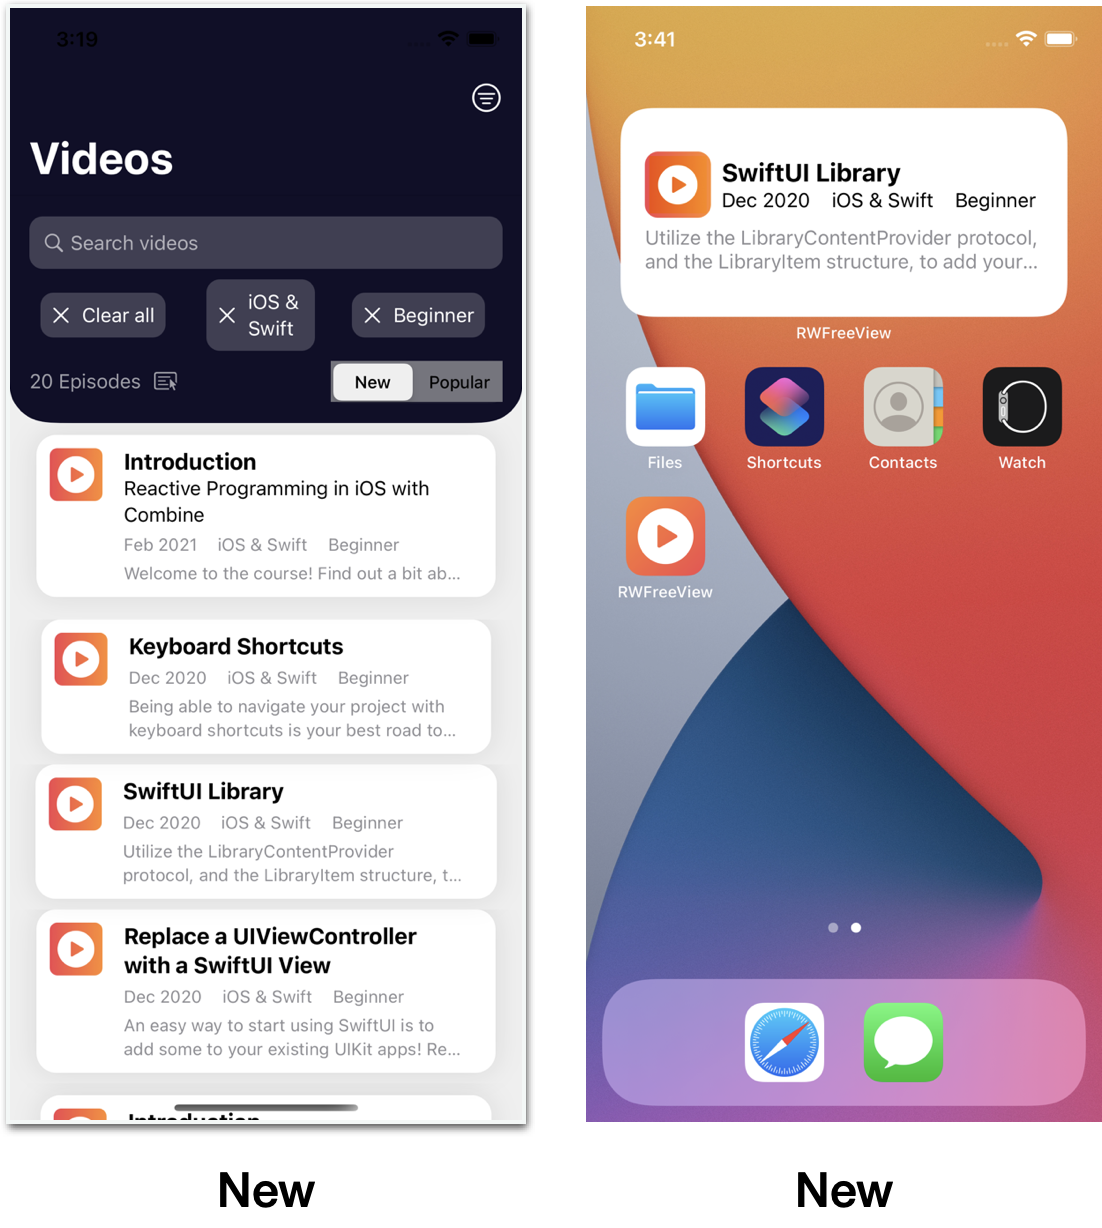 3:19
Videos
Search videos
Clear all
iOS &
Swift
Beginner
20 Episodes
New
Popular
Introduction
Reactive Programming in iOS with
Combine
Feb 2021 iOS & Swift Beginner
Welcome to the course! Find out a bit ab...
Keyboard Shortcuts
Dec 2020 iOS & Swift Beginner
Being able to navigate your project with
keyboard shortcuts is your best road to...
SwiftUI Library
Dec 2020 iOS & Swift Beginner
Utilize the LibraryContentProvider
protocol, and the LibraryItem structure, t...
Replace a UIViewController
with a SwiftUI View
Dec 2020 iOS & Swift Beginner
An easy way to start using SwiftUI is to
add some to your existing UIKit apps! Re...
Introduction
New
3:41
SwiftUI Library
Dec 2020 iOS & Swift Beginner
Utilize the LibraryContentProvider protocol,
and the LibraryItem structure, to add your...
RWFreeView
Files
Shortcuts
Contacts
Watch
RWFreeView
New